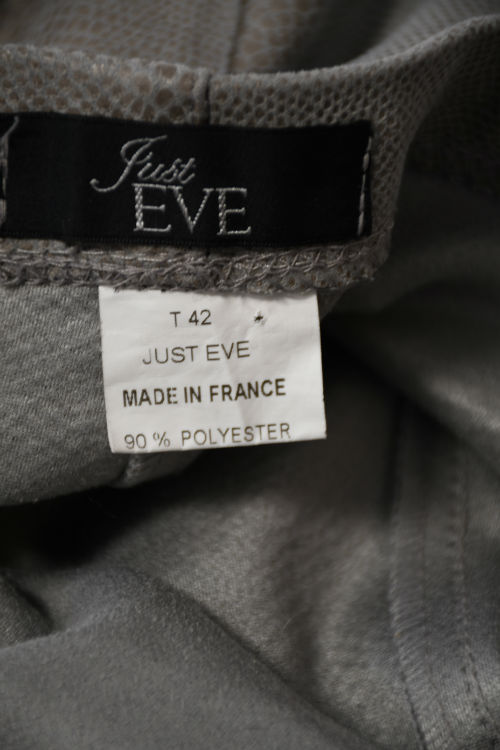 Just
EVE
T 42
JUST EVE
MADE IN FRANCE
90 % POLYESTER